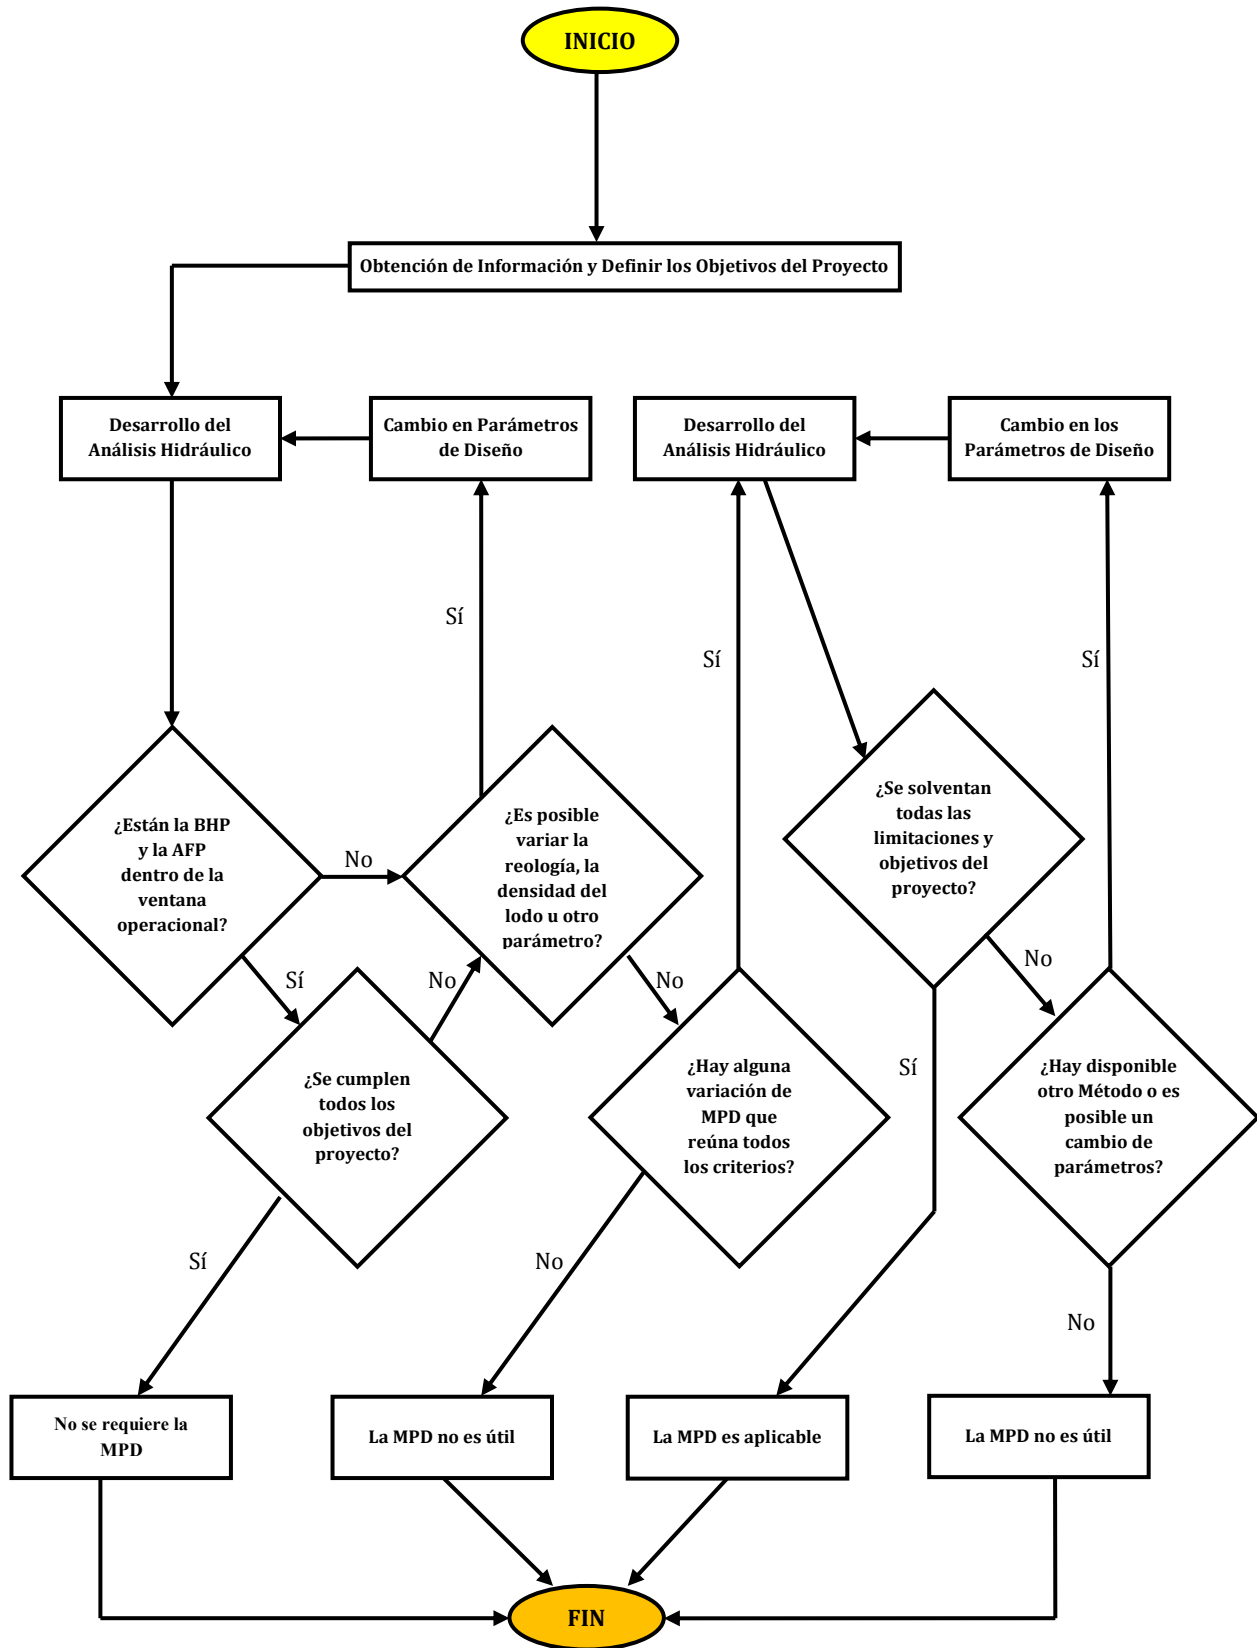 INICIO
Obtención de Información y Definir los Objetivos del Proyecto
Desarrollo del
Análisis Hidráulico
Cambio en Parámetros
de Diseño
Desarrollo del
Análisis Hidráulico
Cambio en los
Parámetros de Diseño
Sí
Sí
Sí
¿Están la BHP
y la AFP
dentro de la
ventana
operacional?
No
¿Es posible
variar la
reología, la
densidad del
lodo u otro
parámetro?
¿Se solventan
todas las
limitaciones y
objetivos del
proyecto?
Sí
No
No
No
¿Se cumplen
todos los
objetivos del
proyecto?
¿Hay alguna
variación de
MPD que
reúna todos
los criterios?
Sí
¿Hay disponible
otro Método o es
posible un
cambio de
parámetros?
Sí
No
No
No se requiere la
MPD
La MPD no es útil
La MPD es aplicable
La MPD no es útil
FIN